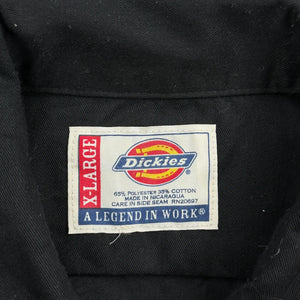 X-LARGE
Dickies
65% POLYESTER 35% COTTON
MADE IN NICARAGUA
CARE IN SIDE SEAM RN20697
A LEGEND IN WORK®